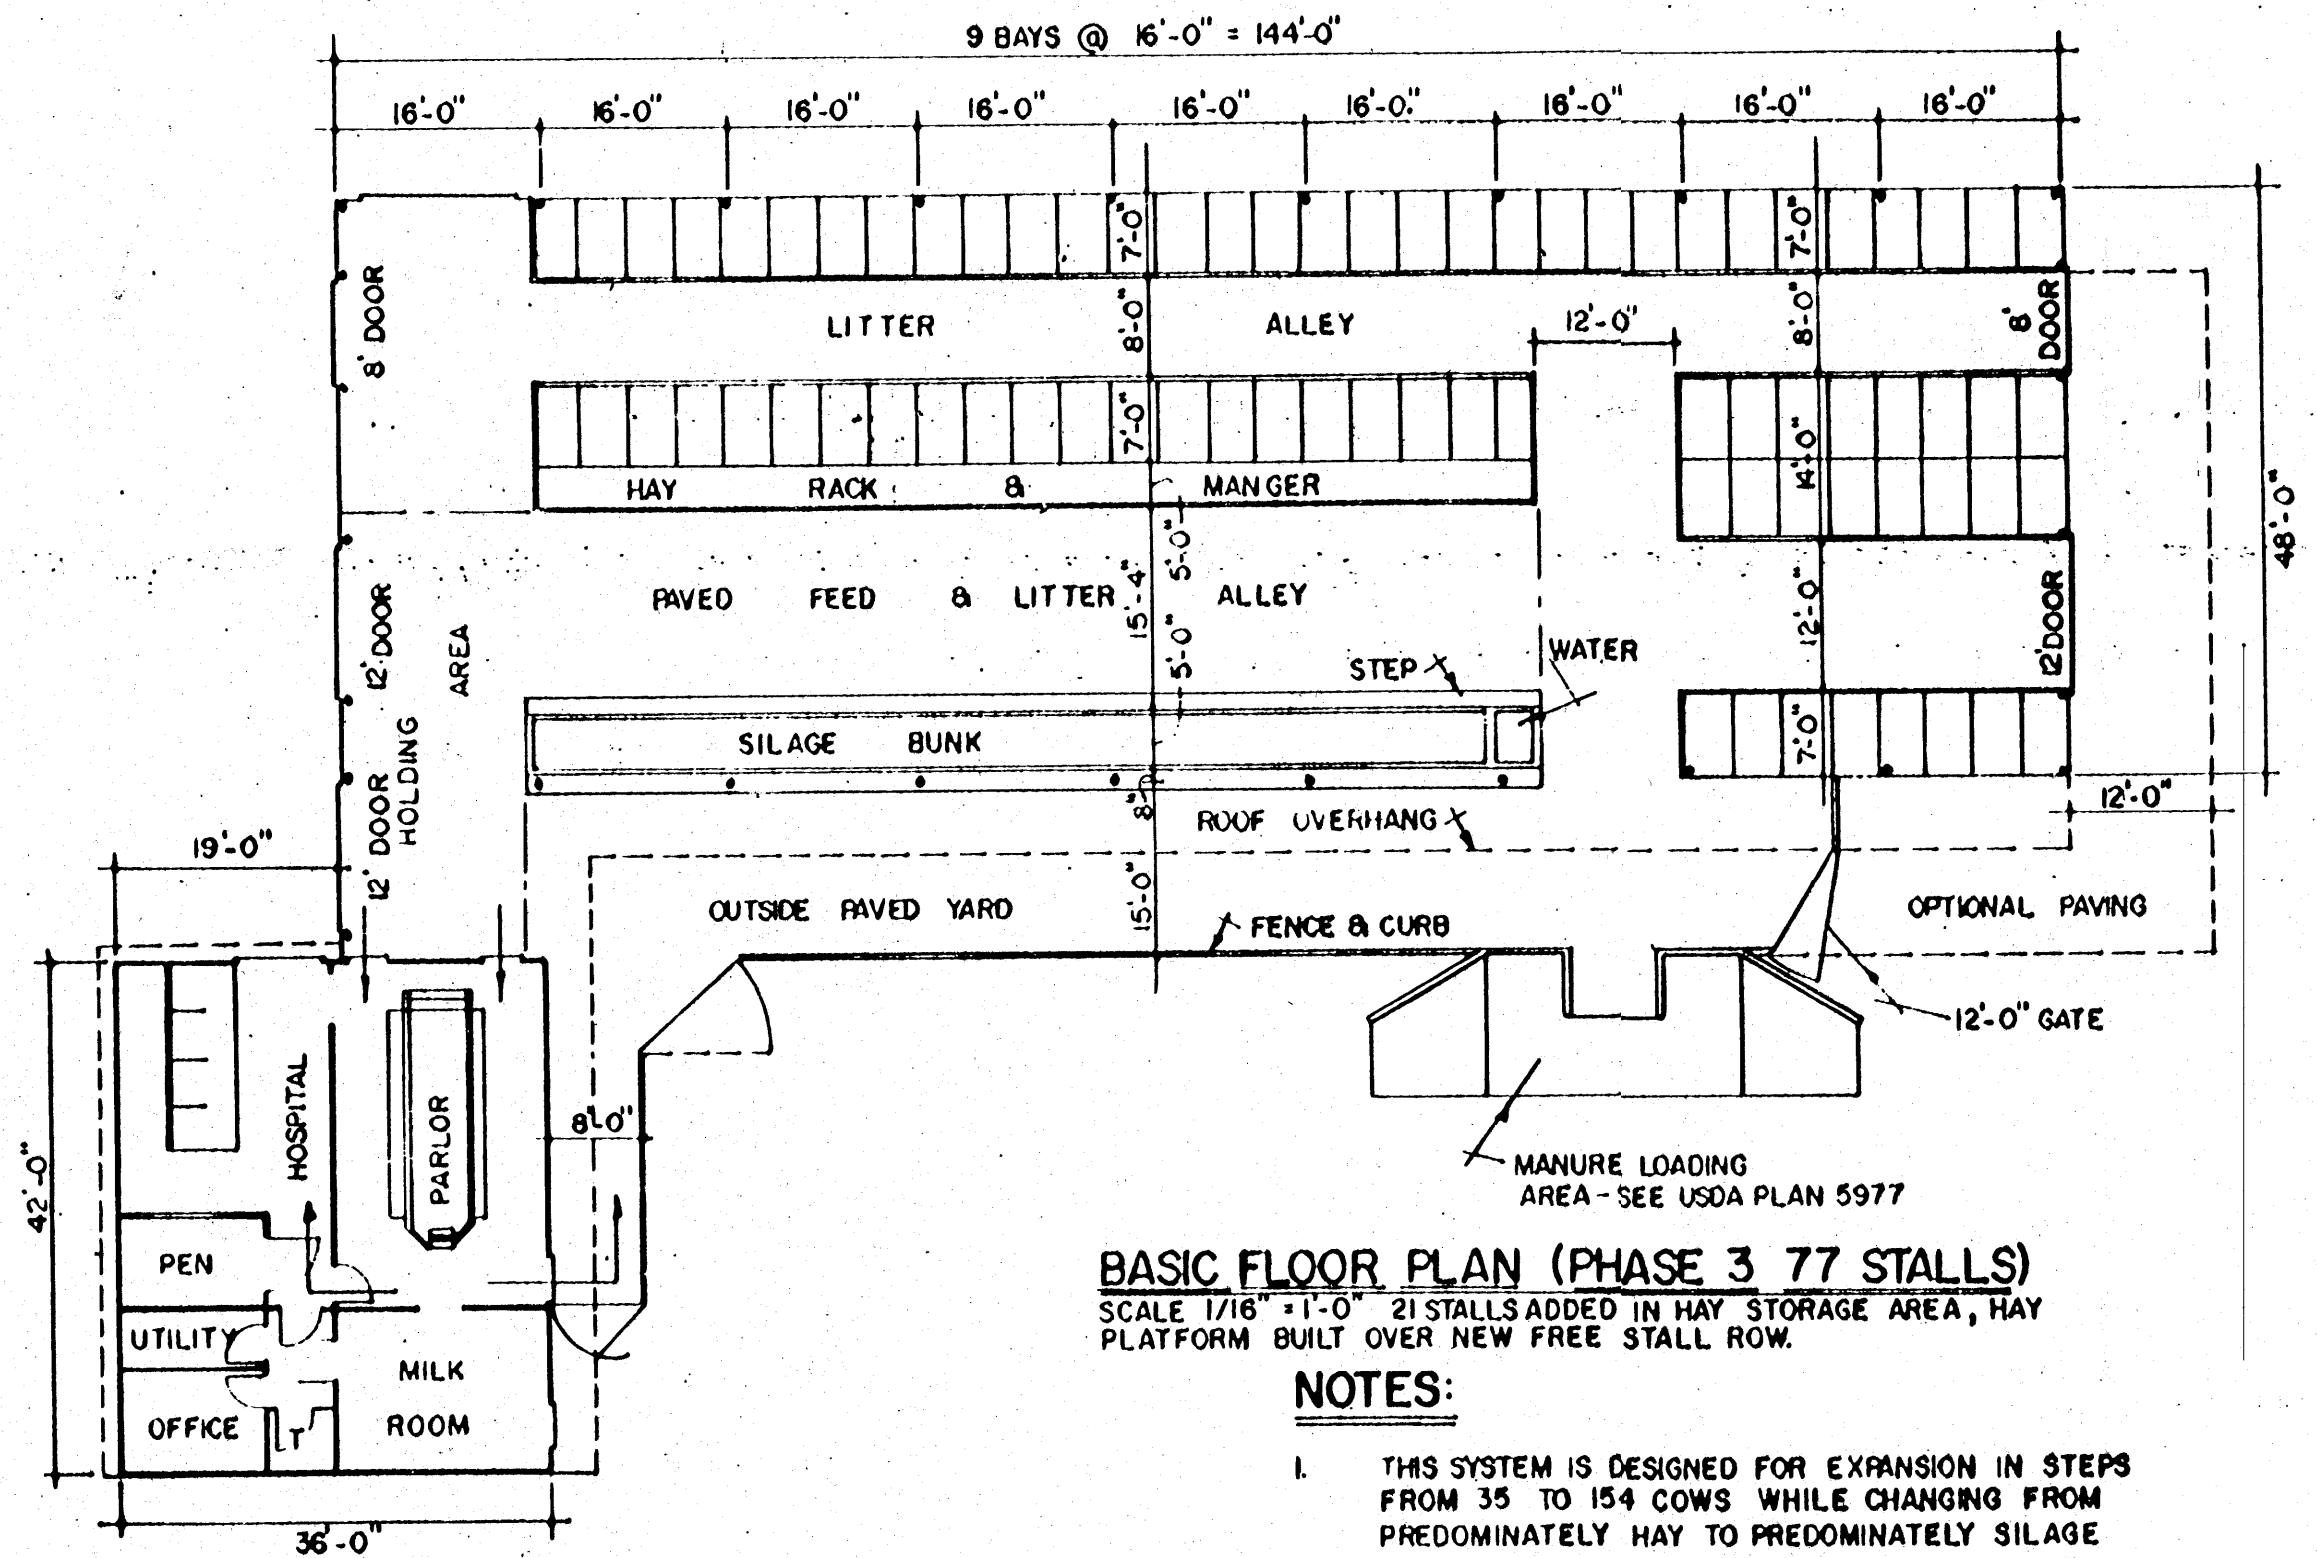 9 BAYS @ 16'-0" = 144'-0"
16'-0" 16'-0" 16'-0" 16'-0" 16'-0" 16'-0." 16'-0" 16'-0" 16'-0"
7'-0" 7'-0"
8' DOOR
LITTER ALLEY
8'-0"
12'-0"
8'-0"
8' DOOR
7'-0"
14'-0"
HAY RACK & MANGER
48'-0"
5'-0"
12' DOOR
PAVED FEED & LITTER ALLEY
15'-4"
12'-0"
12' DOOR
HOLDING AREA
5'-0"
STEP
WATER
SILAGE BUNK
7'-0"
12' DOOR
8"
12'-0"
ROOF OVERHANG
19'-0"
OUTSIDE PAVED YARD
15'-0"
FENCE & CURB
OPTIONAL PAVING
12'-0" GATE
HOSPITAL
PARLOR
8'-0"
42'-0"
MANURE LOADING
AREA - SEE USDA PLAN 5977
PEN
UTILITY
MILK
ROOM
OFFICE
T
36'-0"
BASIC FLOOR PLAN (PHASE 3 77 STALLS)
SCALE 1/16" = 1'-0" 21 STALLS ADDED IN HAY STORAGE AREA, HAY
PLATFORM BUILT OVER NEW FREE STALL ROW.
NOTES:
1. THIS SYSTEM IS DESIGNED FOR EXPANSION IN STEPS
FROM 35 TO 154 COWS WHILE CHANGING FROM
PREDOMINATELY HAY TO PREDOMINATELY SILAGE